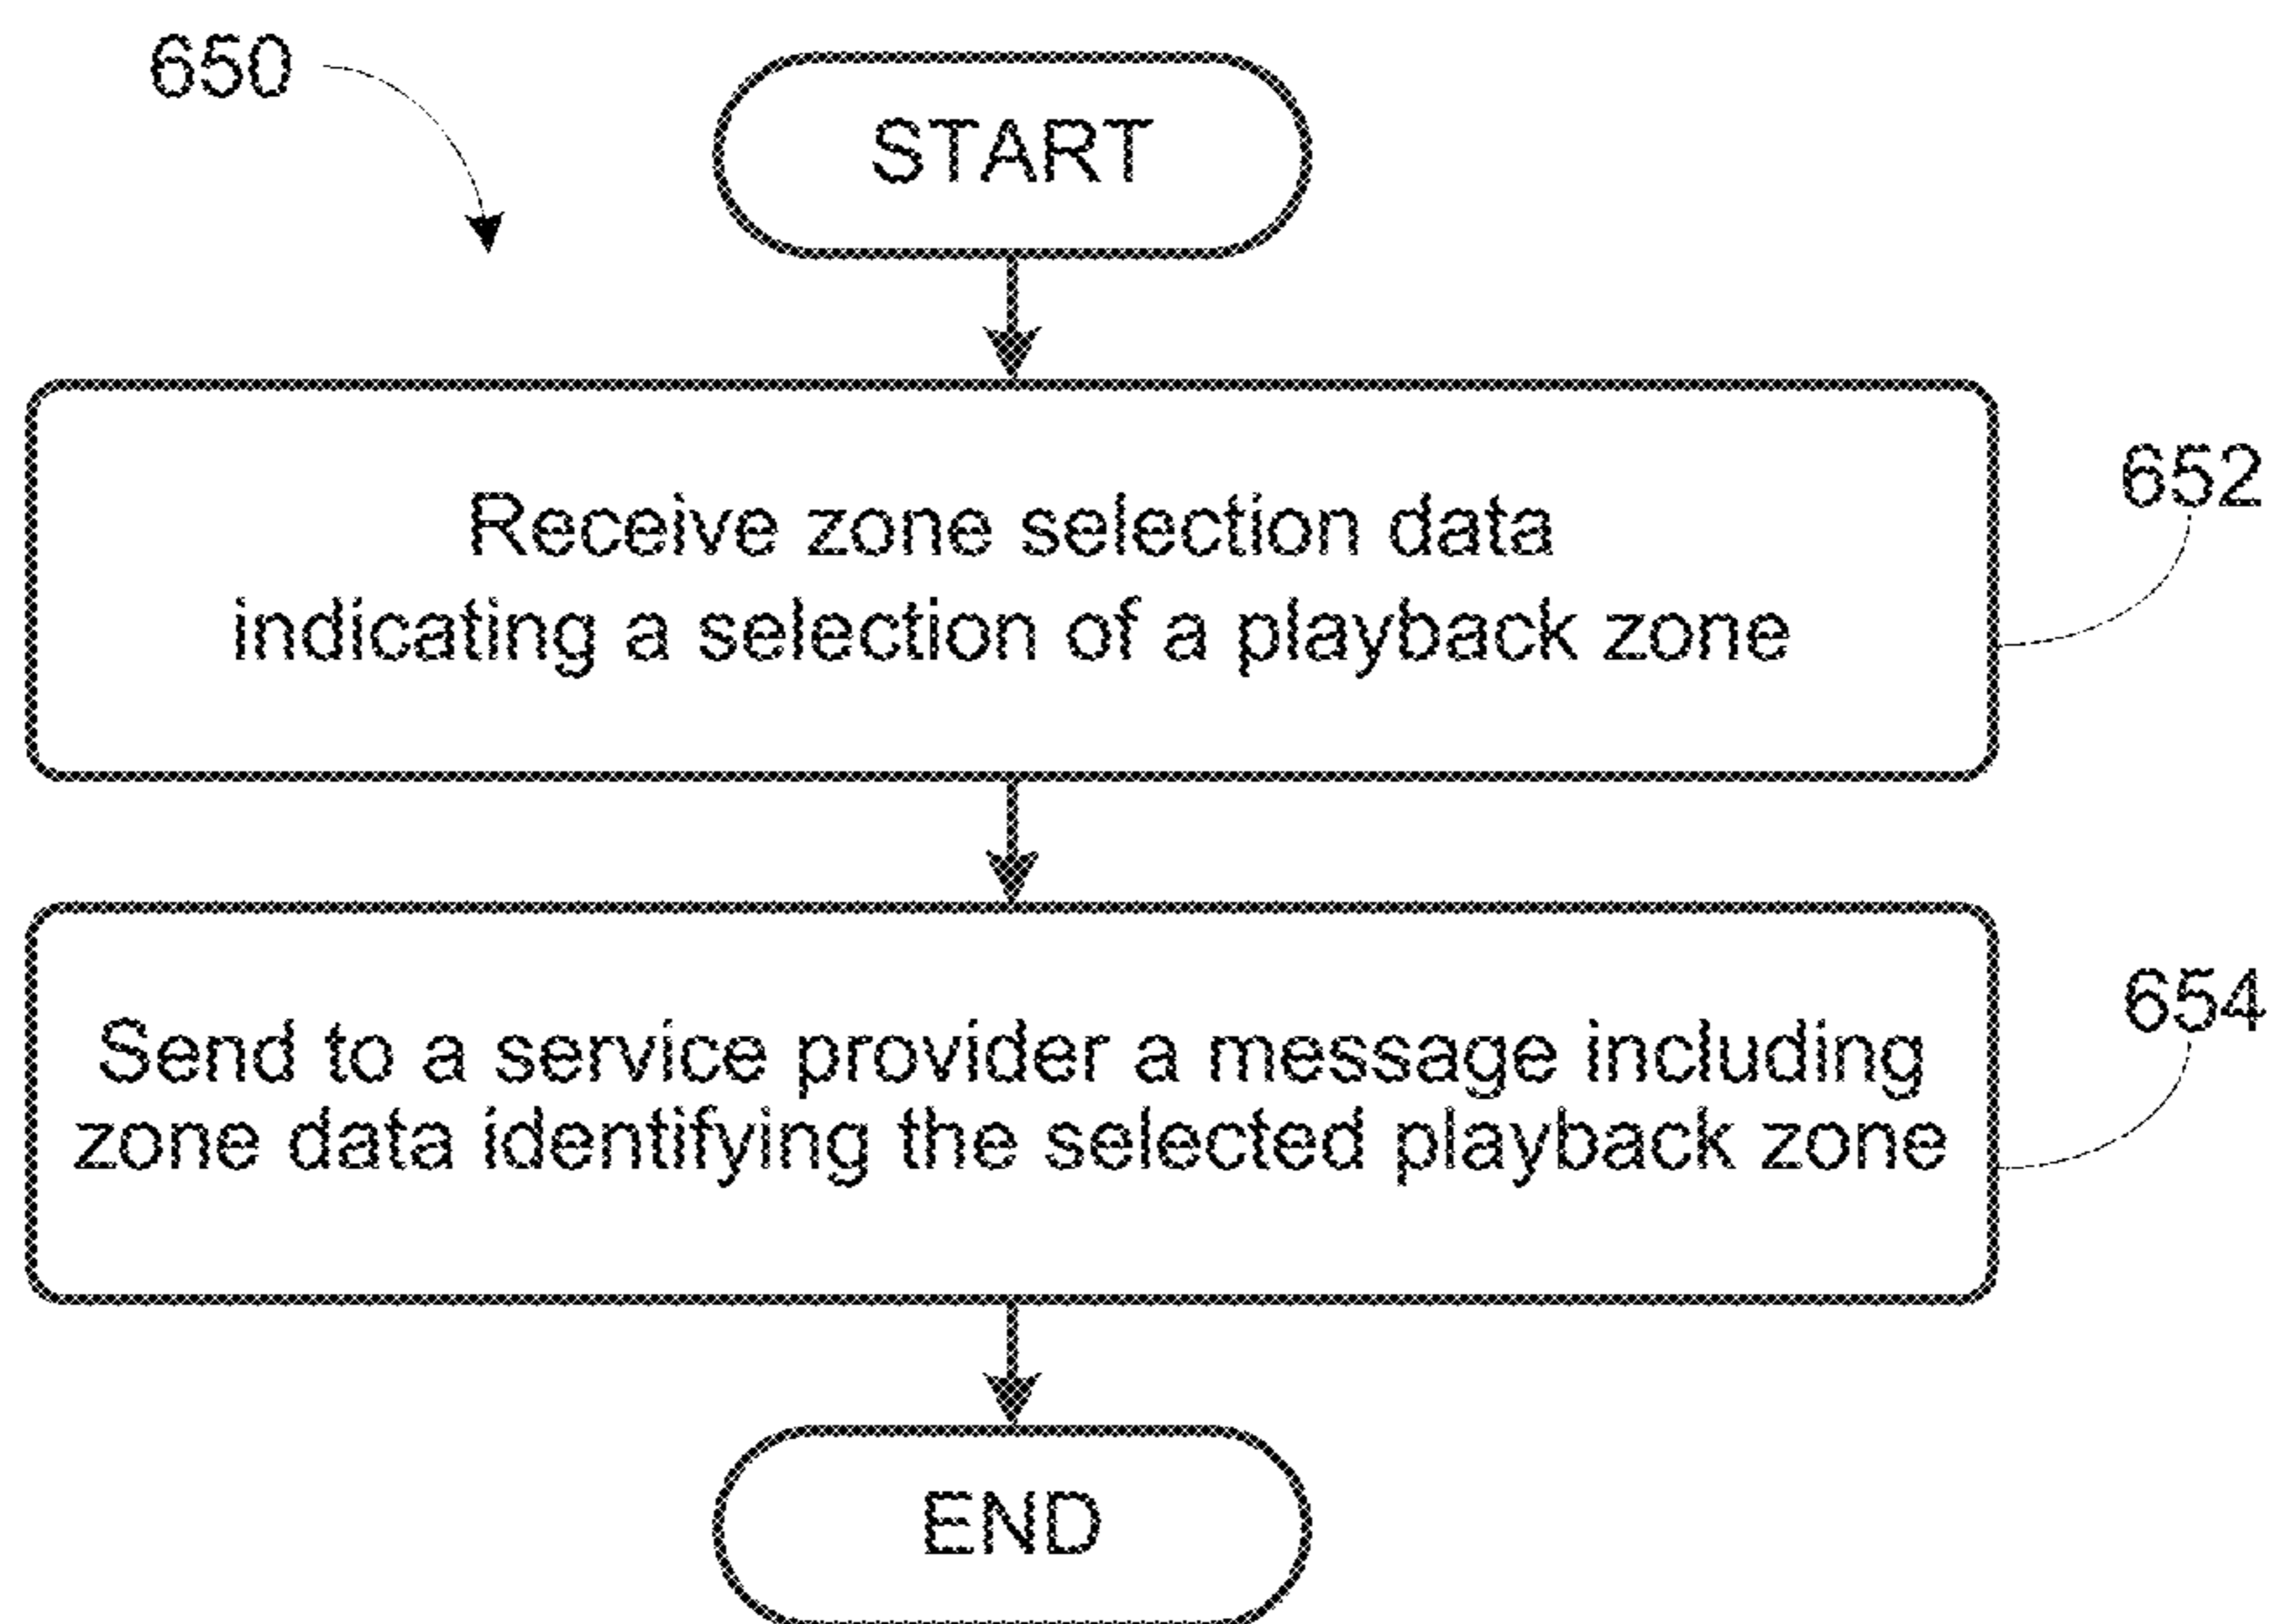 650
START
Receive zone selection data
indicating a selection of a playback zone
652
Send to a service provider a message including
zone data identifying the selected playback zone
654
END